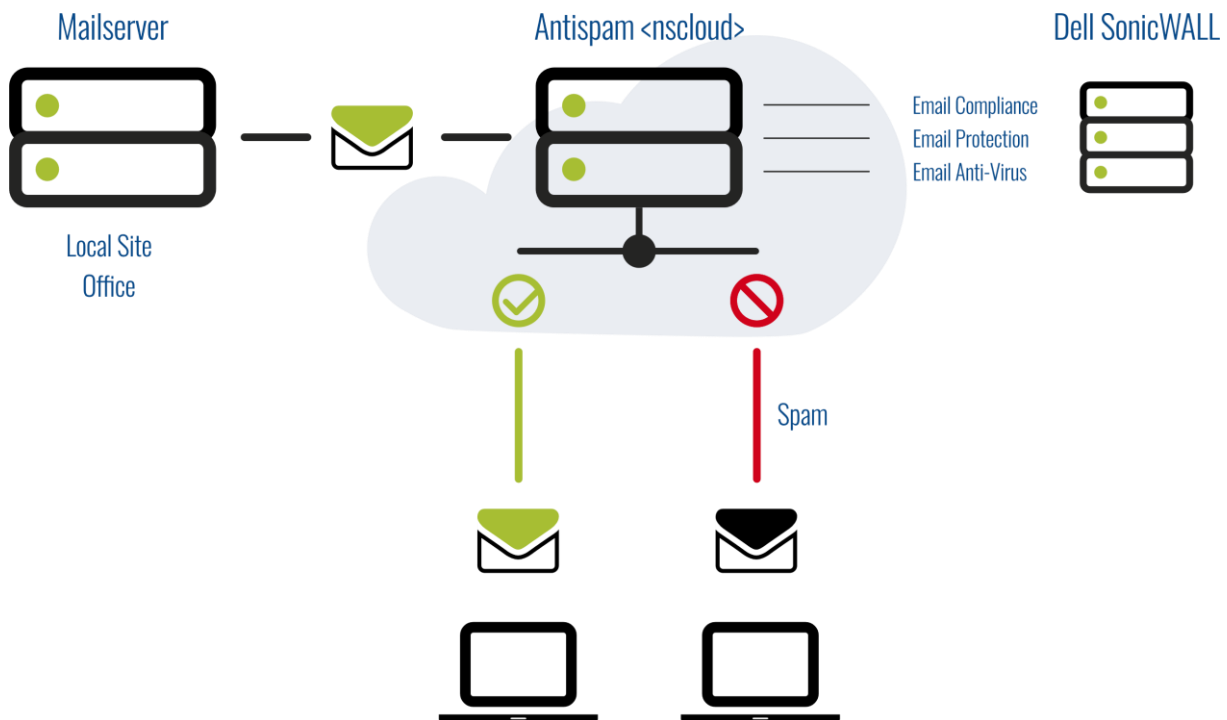 Mailserver
Antispam <nscloud>
Dell SonicWALL
Email Compliance
Email Protection
Email Anti-Virus
Local Site
Office
Spam